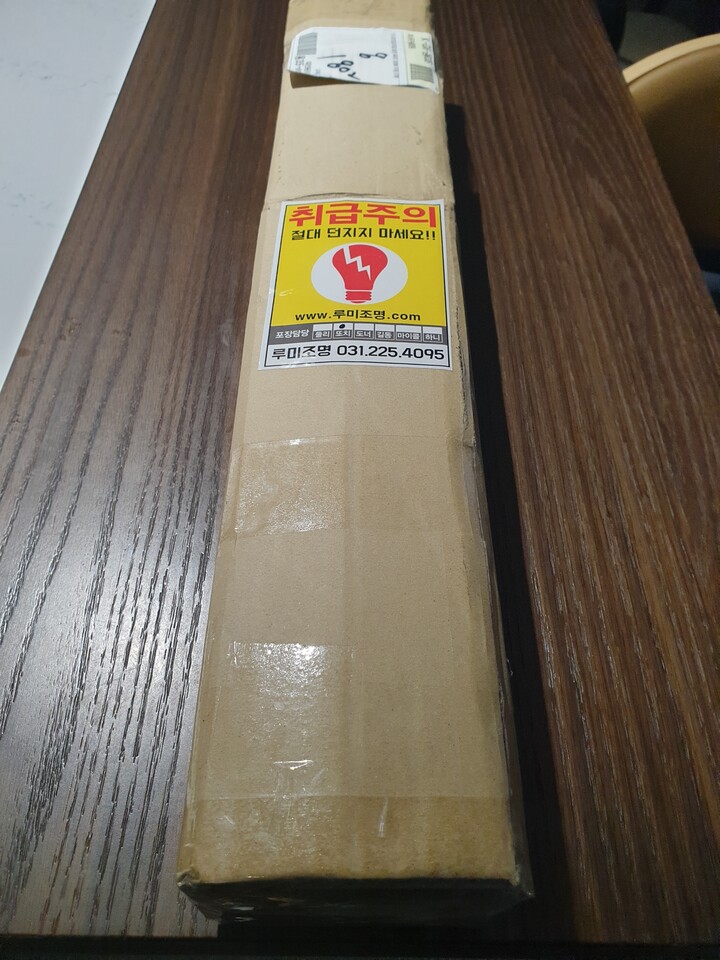 취급주의
절대 던지지 마세요!!
www.루미조명.com
포장담당 둘리 또치 도너 길동 마이콜 하니
루미조명 031.225.4095